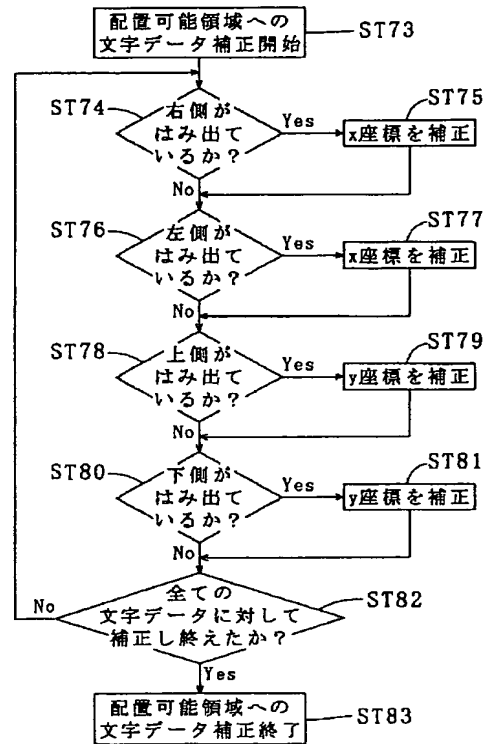 配置可能領域への
文字データ補正開始
ST73
ST74
右側が
はみ出て
いるか？
Yes
ST75
x座標を補正
No
ST76
左側が
はみ出て
いるか？
Yes
ST77
x座標を補正
No
ST78
上側が
はみ出て
いるか？
Yes
ST79
y座標を補正
No
ST80
下側が
はみ出て
いるか？
Yes
ST81
y座標を補正
No
全ての
文字データに対して
補正し終えたか？
ST82
No
Yes
配置可能領域への
文字データ補正終了
ST83